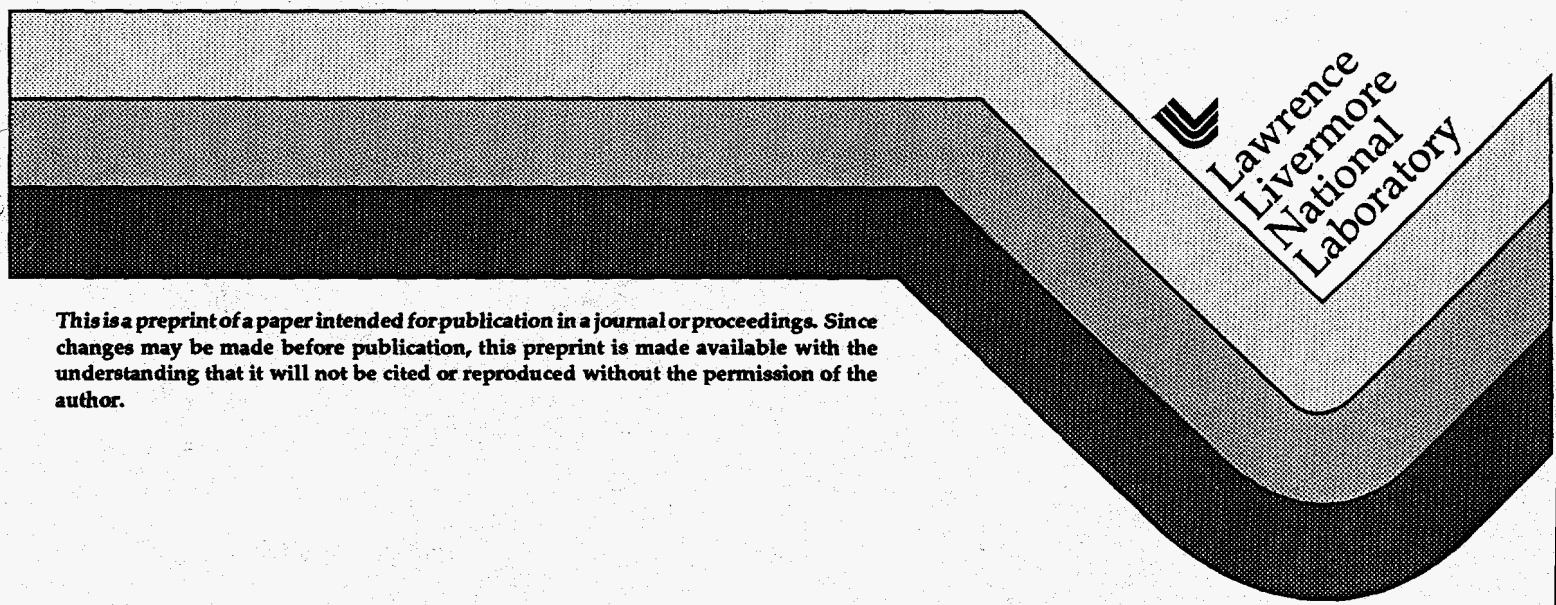 Lawrence
Livermore
National
Laboratory
This is a preprint of a paper intended for publication in a journal or proceedings. Since
changes may be made before publication, this preprint is made available with the
understanding that it will not be cited or reproduced without the permission of the
author.